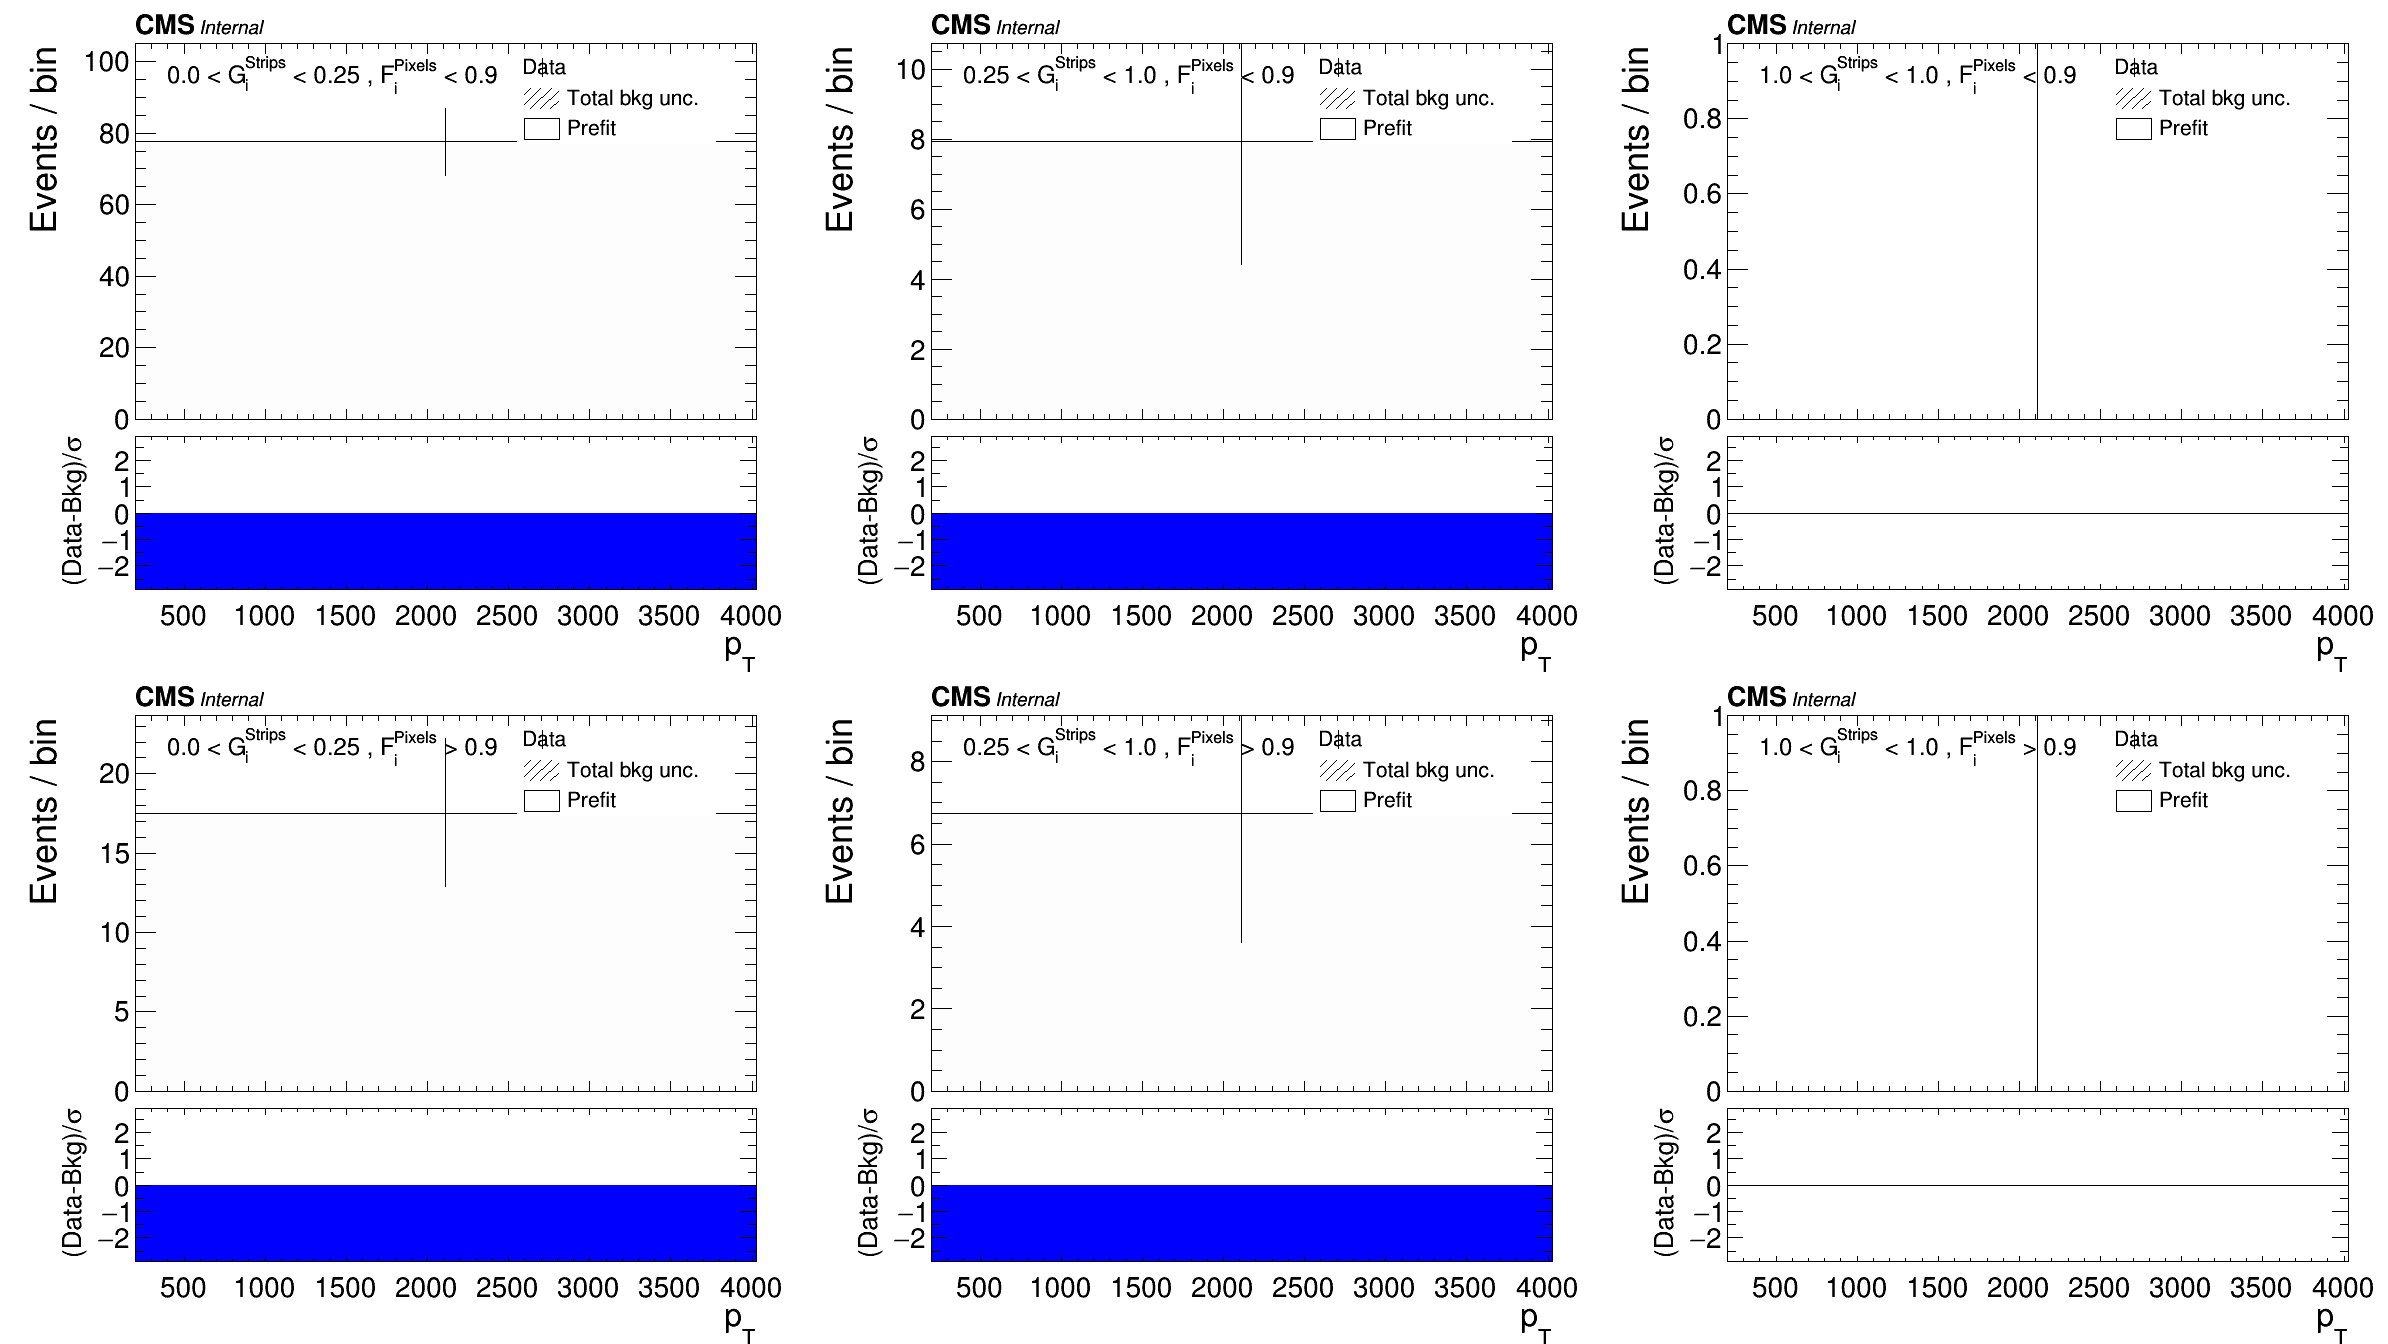 CMS Internal
Events / bin
0.0 < G_i^Strips < 0.25 , F_i^Pixels < 0.9
Data
Total bkg unc.
Prefit
100
80
60
40
20
0
(Data-Bkg)/σ
2
1
0
−1
−2
500 1000 1500 2000 2500 3000 3500 4000
p_T
CMS Internal
Events / bin
0.25 < G_i^Strips < 1.0 , F_i^Pixels < 0.9
Data
Total bkg unc.
Prefit
10
8
6
4
2
0
(Data-Bkg)/σ
2
1
0
−1
−2
500 1000 1500 2000 2500 3000 3500 4000
p_T
CMS Internal
Events / bin
1.0 < G_i^Strips < 1.0 , F_i^Pixels < 0.9
Data
Total bkg unc.
Prefit
1
0.8
0.6
0.4
0.2
0
(Data-Bkg)/σ
2
1
0
−1
−2
500 1000 1500 2000 2500 3000 3500 4000
p_T
CMS Internal
Events / bin
0.0 < G_i^Strips < 0.25 , F_i^Pixels > 0.9
Data
Total bkg unc.
Prefit
20
15
10
5
0
(Data-Bkg)/σ
2
1
0
−1
−2
500 1000 1500 2000 2500 3000 3500 4000
p_T
CMS Internal
Events / bin
0.25 < G_i^Strips < 1.0 , F_i^Pixels > 0.9
Data
Total bkg unc.
Prefit
8
6
4
2
0
(Data-Bkg)/σ
2
1
0
−1
−2
500 1000 1500 2000 2500 3000 3500 4000
p_T
CMS Internal
Events / bin
1.0 < G_i^Strips < 1.0 , F_i^Pixels > 0.9
Data
Total bkg unc.
Prefit
1
0.8
0.6
0.4
0.2
0
(Data-Bkg)/σ
2
1
0
−1
−2
500 1000 1500 2000 2500 3000 3500 4000
p_T